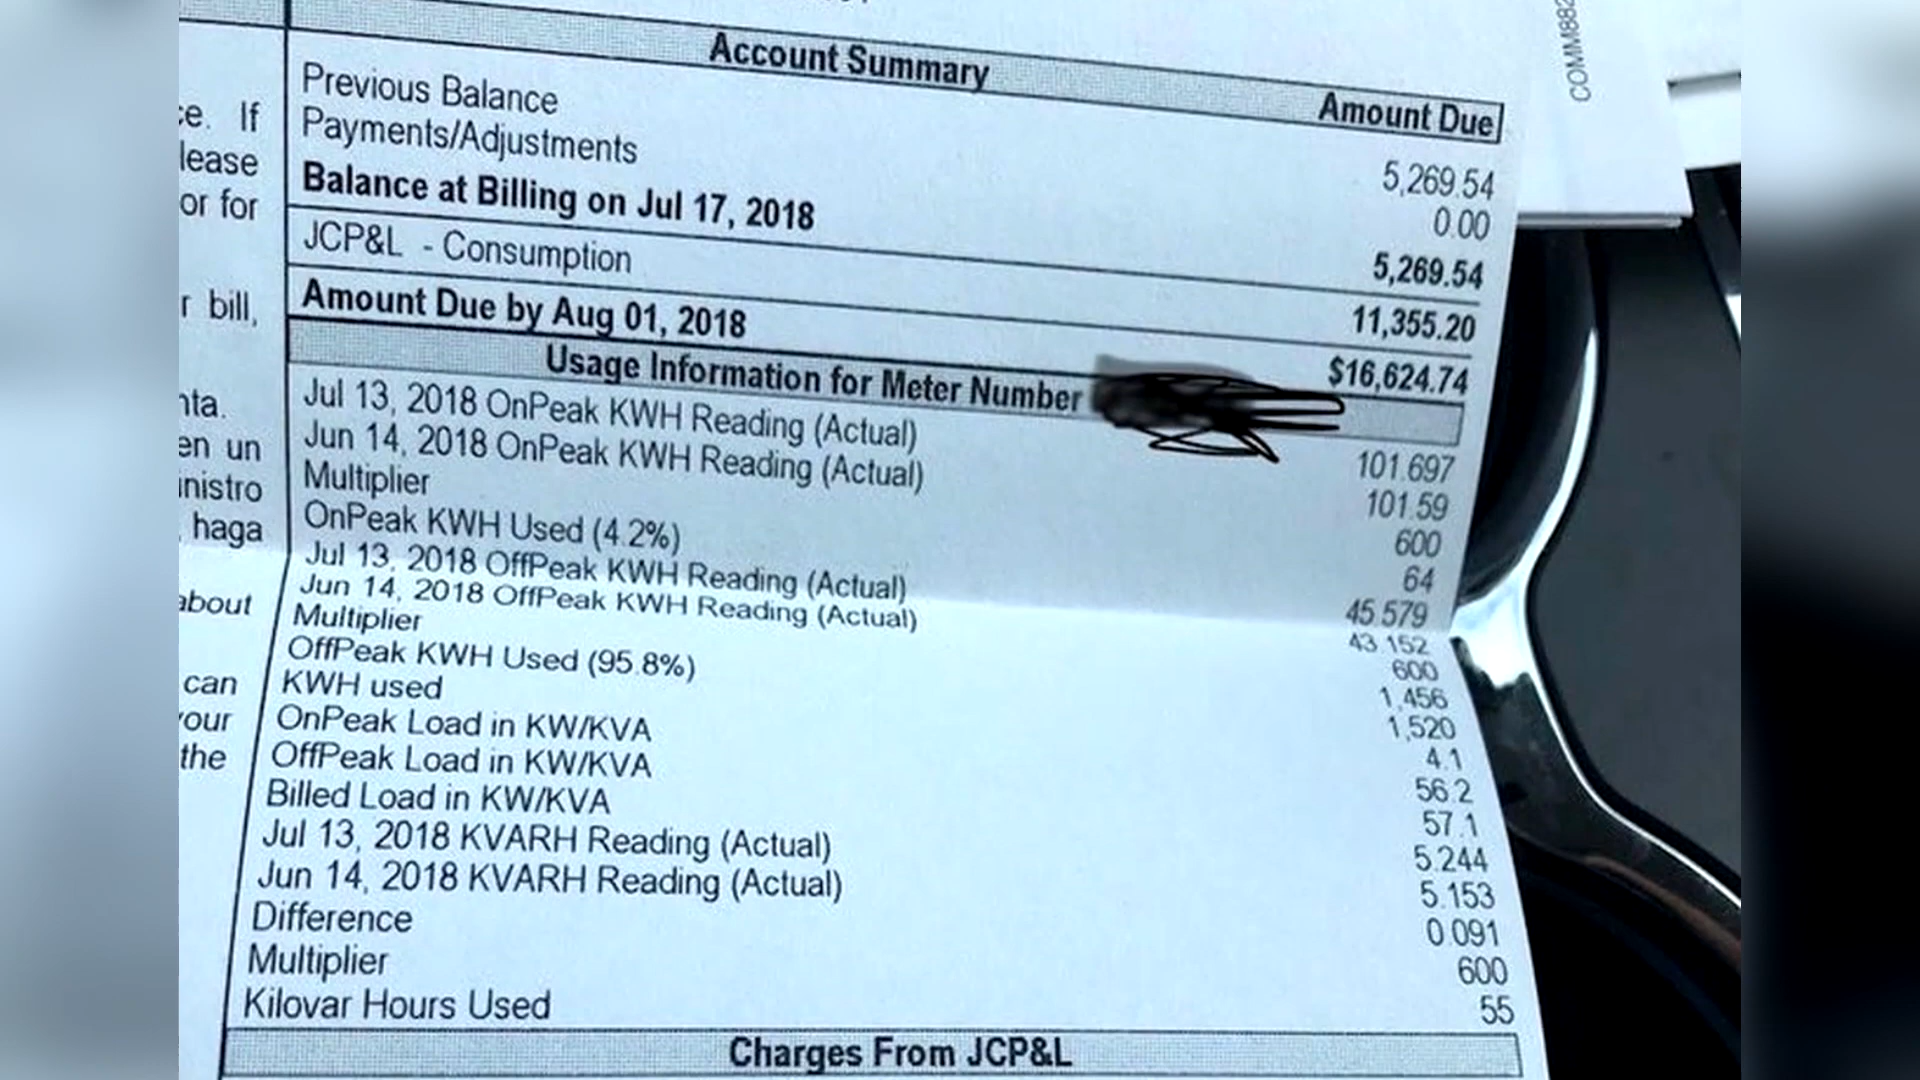 COMM882
Account Summary Amount Due
Previous Balance 5,269.54
Payments/Adjustments 0.00
Balance at Billing on Jul 17, 2018 5,269.54
JCP&L - Consumption 11,355.20
Amount Due by Aug 01, 2018 $16,624.74
Usage Information for Meter Number
Jul 13, 2018 OnPeak KWH Reading (Actual) 101.697
Jun 14, 2018 OnPeak KWH Reading (Actual) 101.59
Multiplier 600
OnPeak KWH Used (4.2%) 64
Jul 13, 2018 OffPeak KWH Reading (Actual) 45.579
Jun 14, 2018 OffPeak KWH Reading (Actual) 43.152
Multiplier 600
OffPeak KWH Used (95.8%) 1,456
KWH used 1,520
OnPeak Load in KW/KVA 4.1
OffPeak Load in KW/KVA 56.2
Billed Load in KW/KVA 57.1
Jul 13, 2018 KVARH Reading (Actual) 5.244
Jun 14, 2018 KVARH Reading (Actual) 5.153
Difference 0.091
Multiplier 600
Kilovar Hours Used 55
Charges From JCP&L
e. If
lease
or for
r bill,
nta.
en un
inistro
haga
about
can
our
the